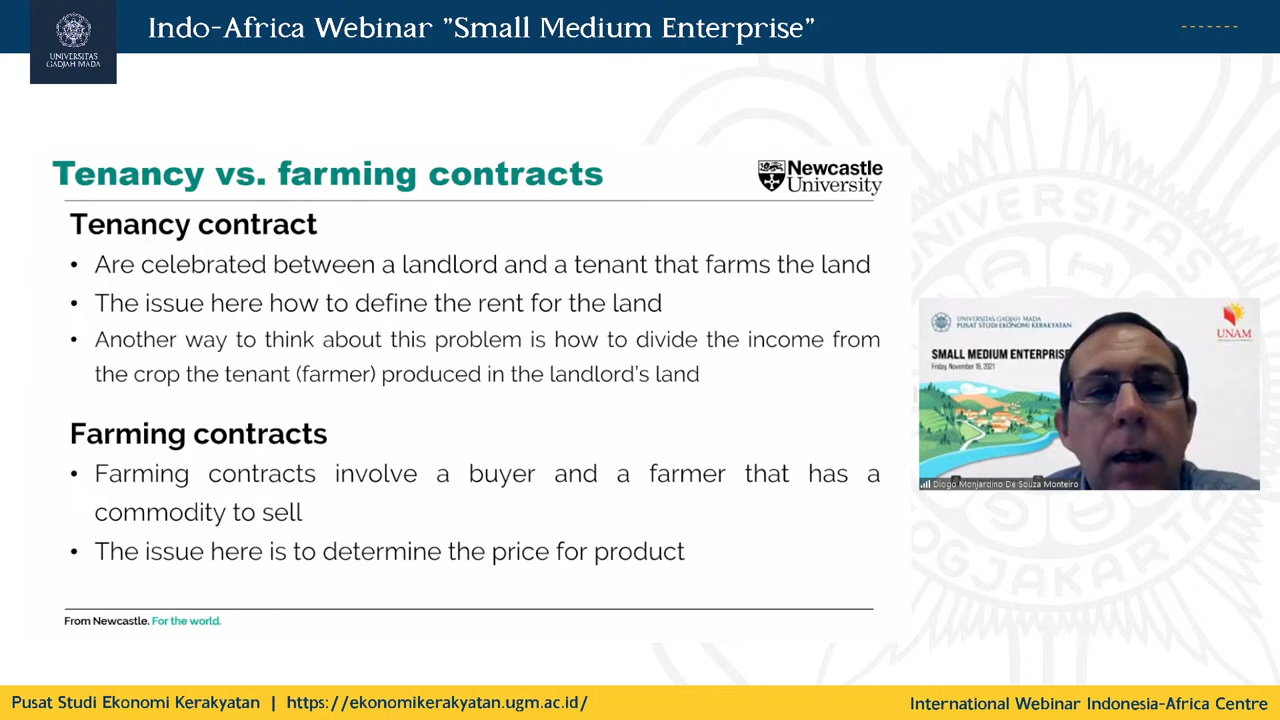 Indo-Africa Webinar "Small Medium Enterprise"
UNIVERSITAS
GADJAH MADA
Tenancy vs. farming contracts
Newcastle
University
Tenancy contract
• Are celebrated between a landlord and a tenant that farms the land
• The issue here how to define the rent for the land
• Another way to think about this problem is how to divide the income from
the crop the tenant (farmer) produced in the landlord's land
Farming contracts
• Farming contracts involve a buyer and a farmer that has a
commodity to sell
• The issue here is to determine the price for product
From Newcastle. For the world.
UNIVERSITAS GADJAH MADA
PUSAT STUDI EKONOMI KERAKYATAN
UNAM
SMALL MEDIUM ENTERPRISE
Friday, November 19, 2021
Diogo Monjardino De Souza Monteiro
UNIVERSITAS
GADJAH
Pusat Studi Ekonomi Kerakyatan | https://ekonomikerakyatan.ugm.ac.id/
International Webinar Indonesia-Africa Centre